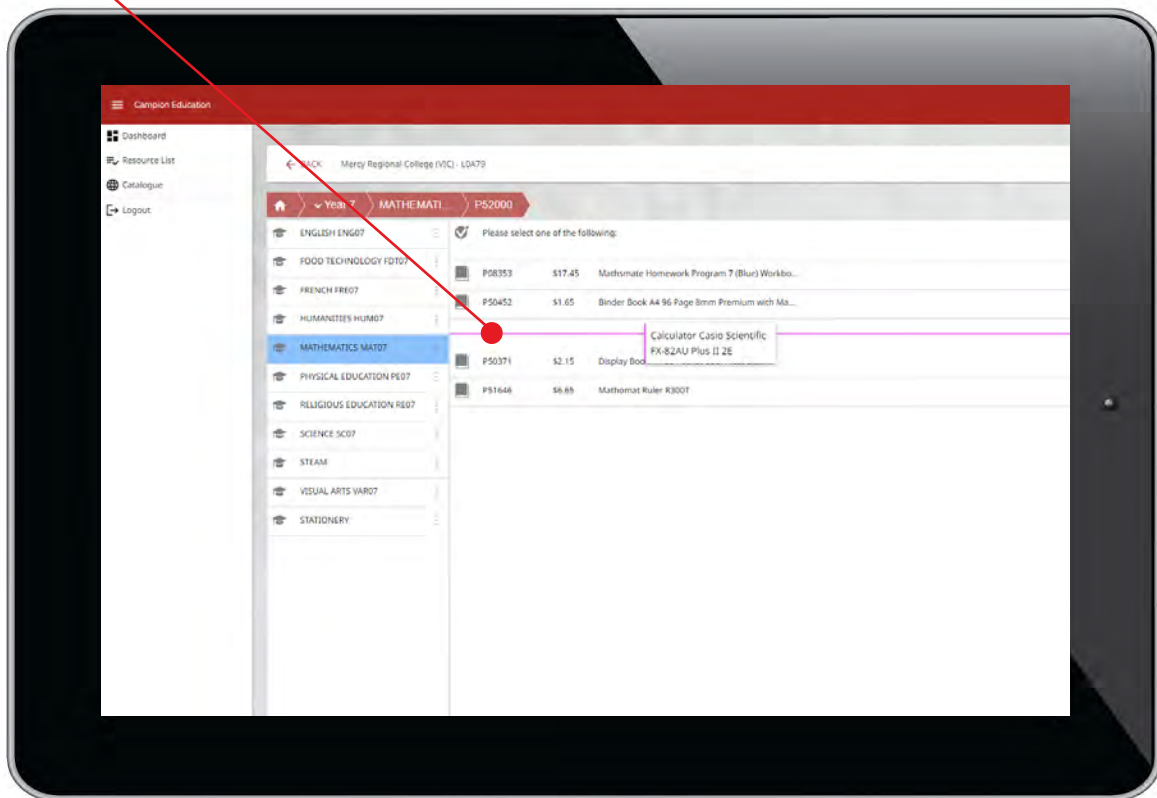 Campion Education
Dashboard
Resource List
Catalogue
Logout
BACK Mercy Regional College (VIC) - L0A79
Year 7 MATHEMATI... P52000
ENGLISH ENG07
FOOD TECHNOLOGY FDT07
FRENCH FRE07
HUMANITIES HUM07
MATHEMATICS MAT07
PHYSICAL EDUCATION PE07
RELIGIOUS EDUCATION RE07
SCIENCE SC07
STEAM
VISUAL ARTS VAR07
STATIONERY
Please select one of the following:
P08353 $17.45 Mathsmate Homework Program 7 (Blue) Workbo...
P50452 $1.65 Binder Book A4 96 Page 8mm Premium with Ma...
Calculator Casio Scientific
FX-82AU Plus II 2E
P50371 $2.15 Display Boo
P51646 $6.65 Mathomat Ruler R300T